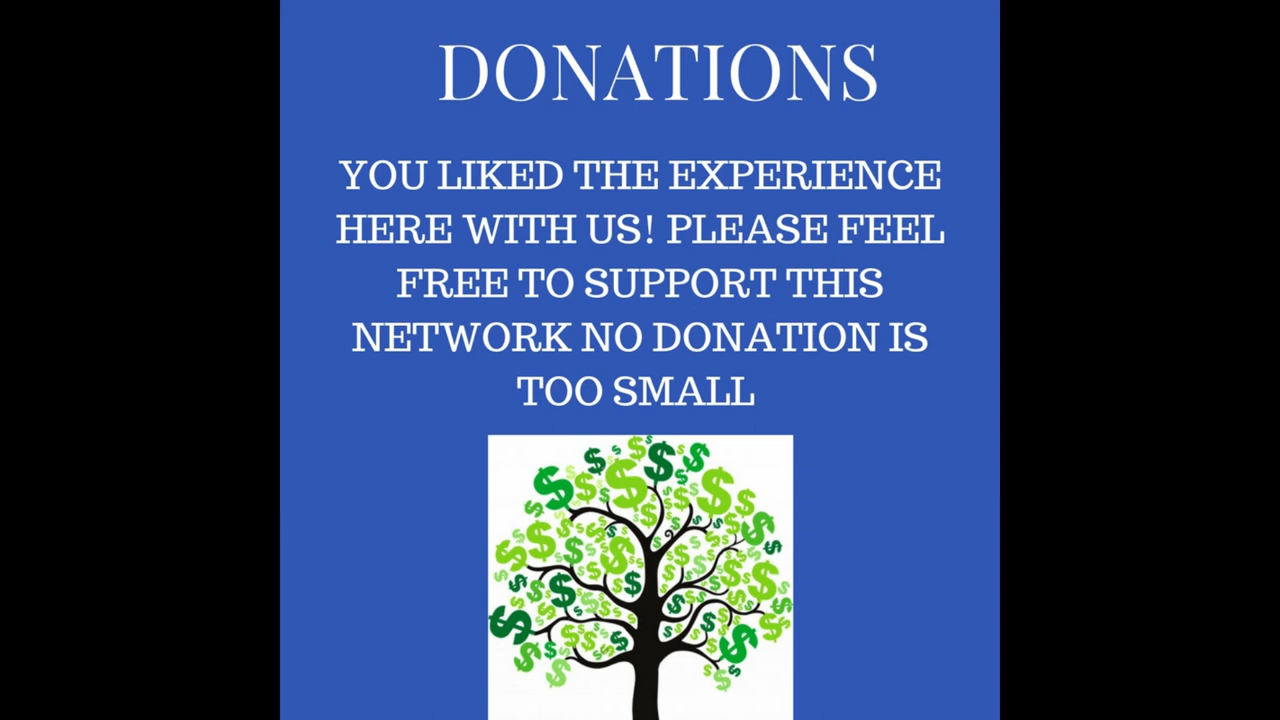 DONATIONS
YOU LIKED THE EXPERIENCE
HERE WITH US! PLEASE FEEL
FREE TO SUPPORT THIS
NETWORK NO DONATION IS
TOO SMALL